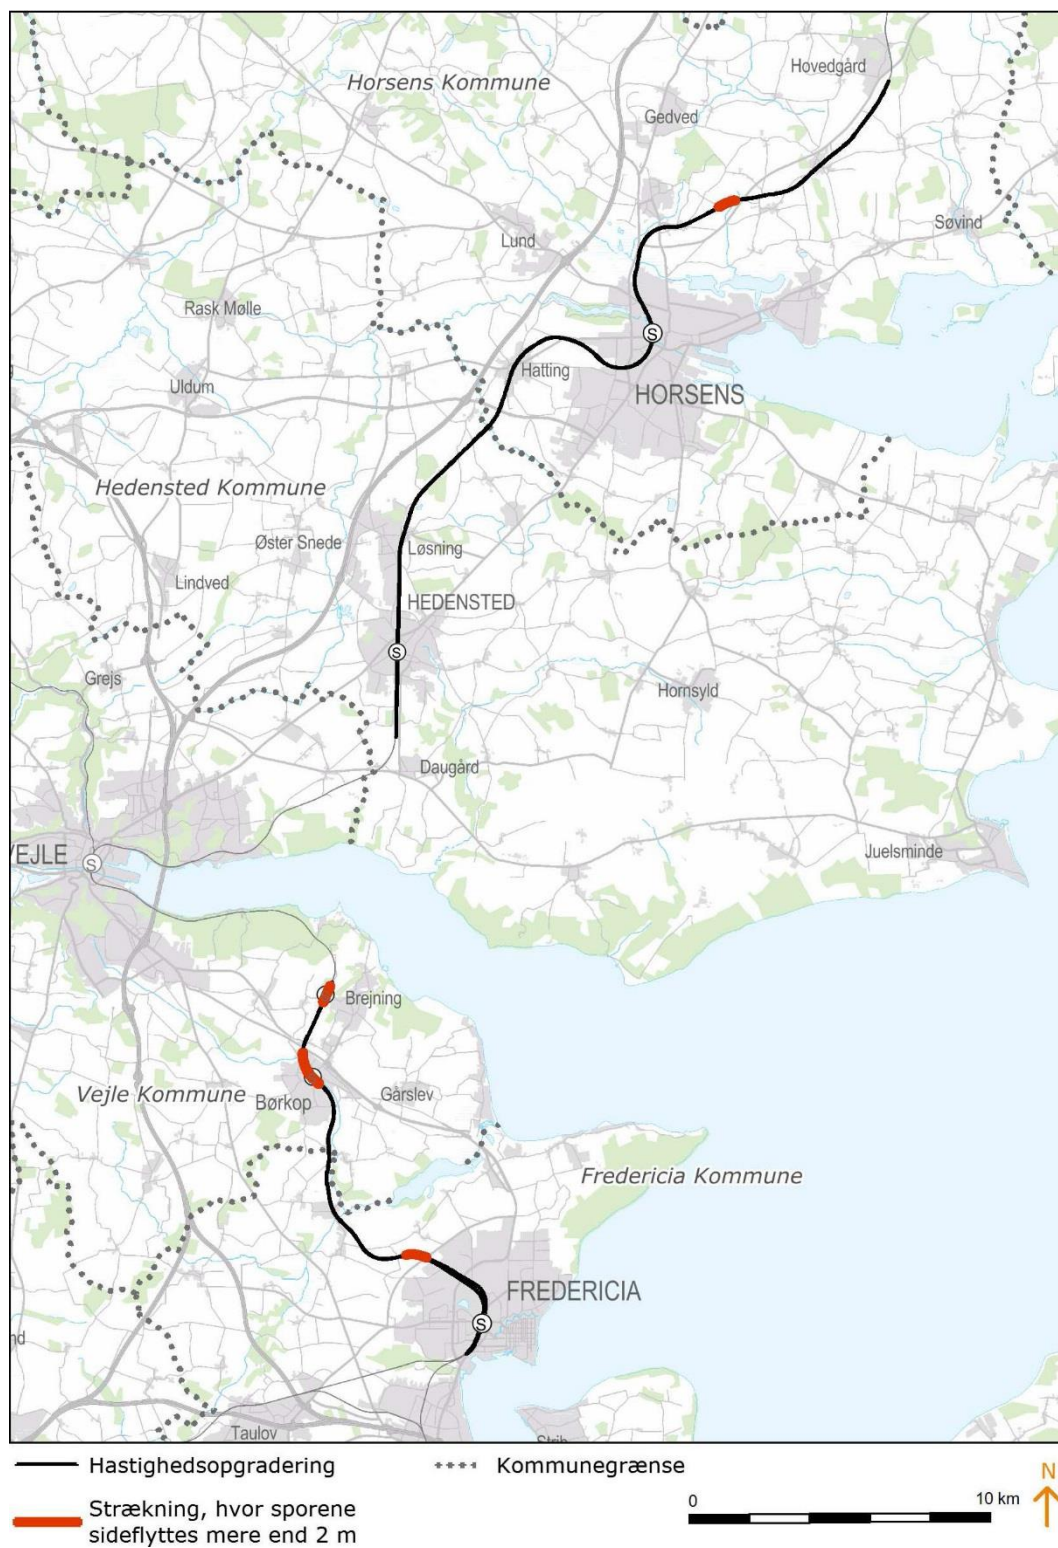 Hovedgård
Horsens Kommune
Gedved
Søvind
Lund
Rask Mølle
S
Hatting
Uldum
HORSENS
Hedensted Kommune
Øster Snede
Løsning
Lindved
HEDENSTED
S
Grejs
Hornsyld
Daugård
VEJLE
S
Juelsminde
Brejning
Vejle Kommune
Børkop
Gårslev
Fredericia Kommune
FREDERICIA
S
nd
Taulov
Strib
Hastighedsopgradering
Kommunegrænse
N
Strækning, hvor sporene
sideflyttes mere end 2 m
0
10 km